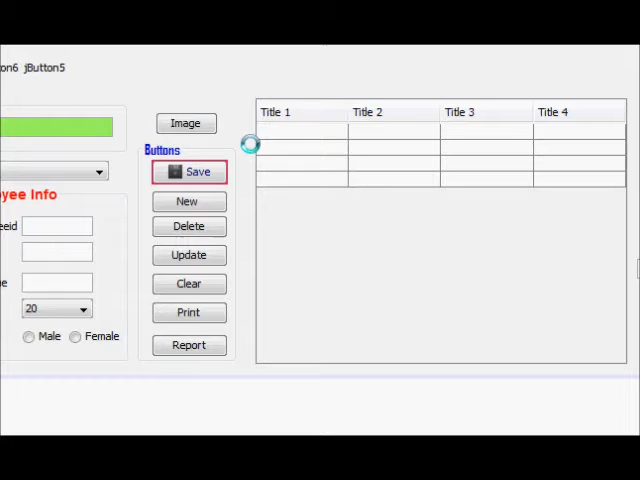 on6 jButton5
Title 1 Title 2 Title 3 Title 4
Image
Buttons
Save
yee Info
New
eeid
Delete
Update
ue
Clear
20
Print
Male Female
Report